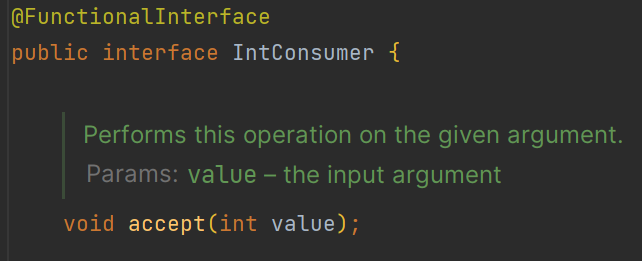 @FunctionalInterface
public interface IntConsumer {
Performs this operation on the given argument.
Params: value – the input argument
void accept(int value);